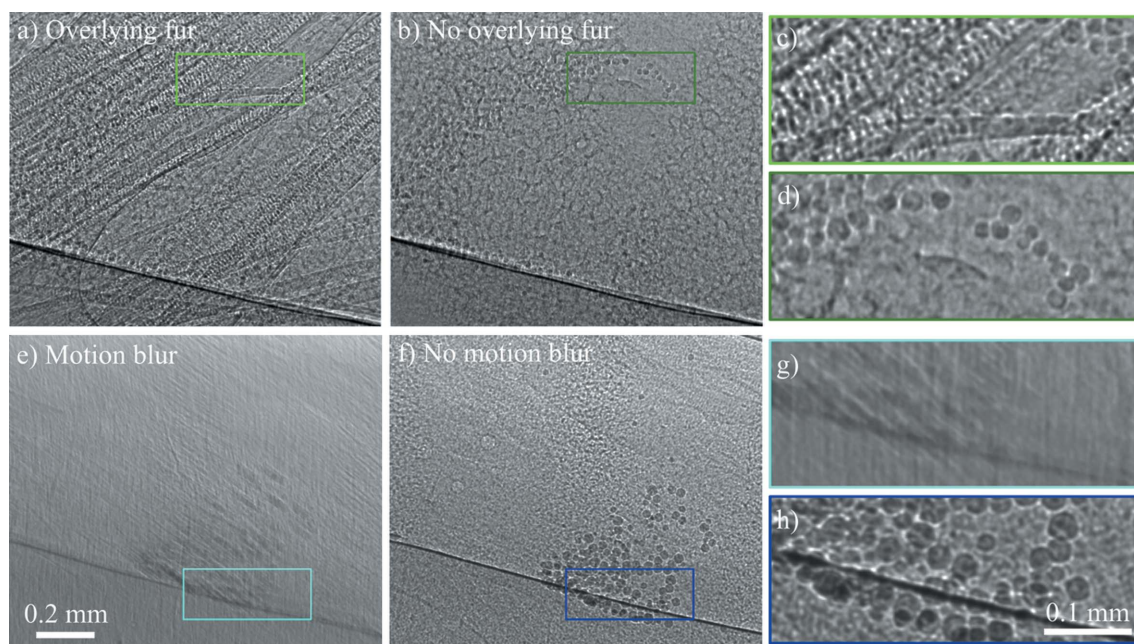 a) Overlying fur
b) No overlying fur
c)
d)
e) Motion blur
f) No motion blur
g)
h)
0.2 mm
0.1 mm